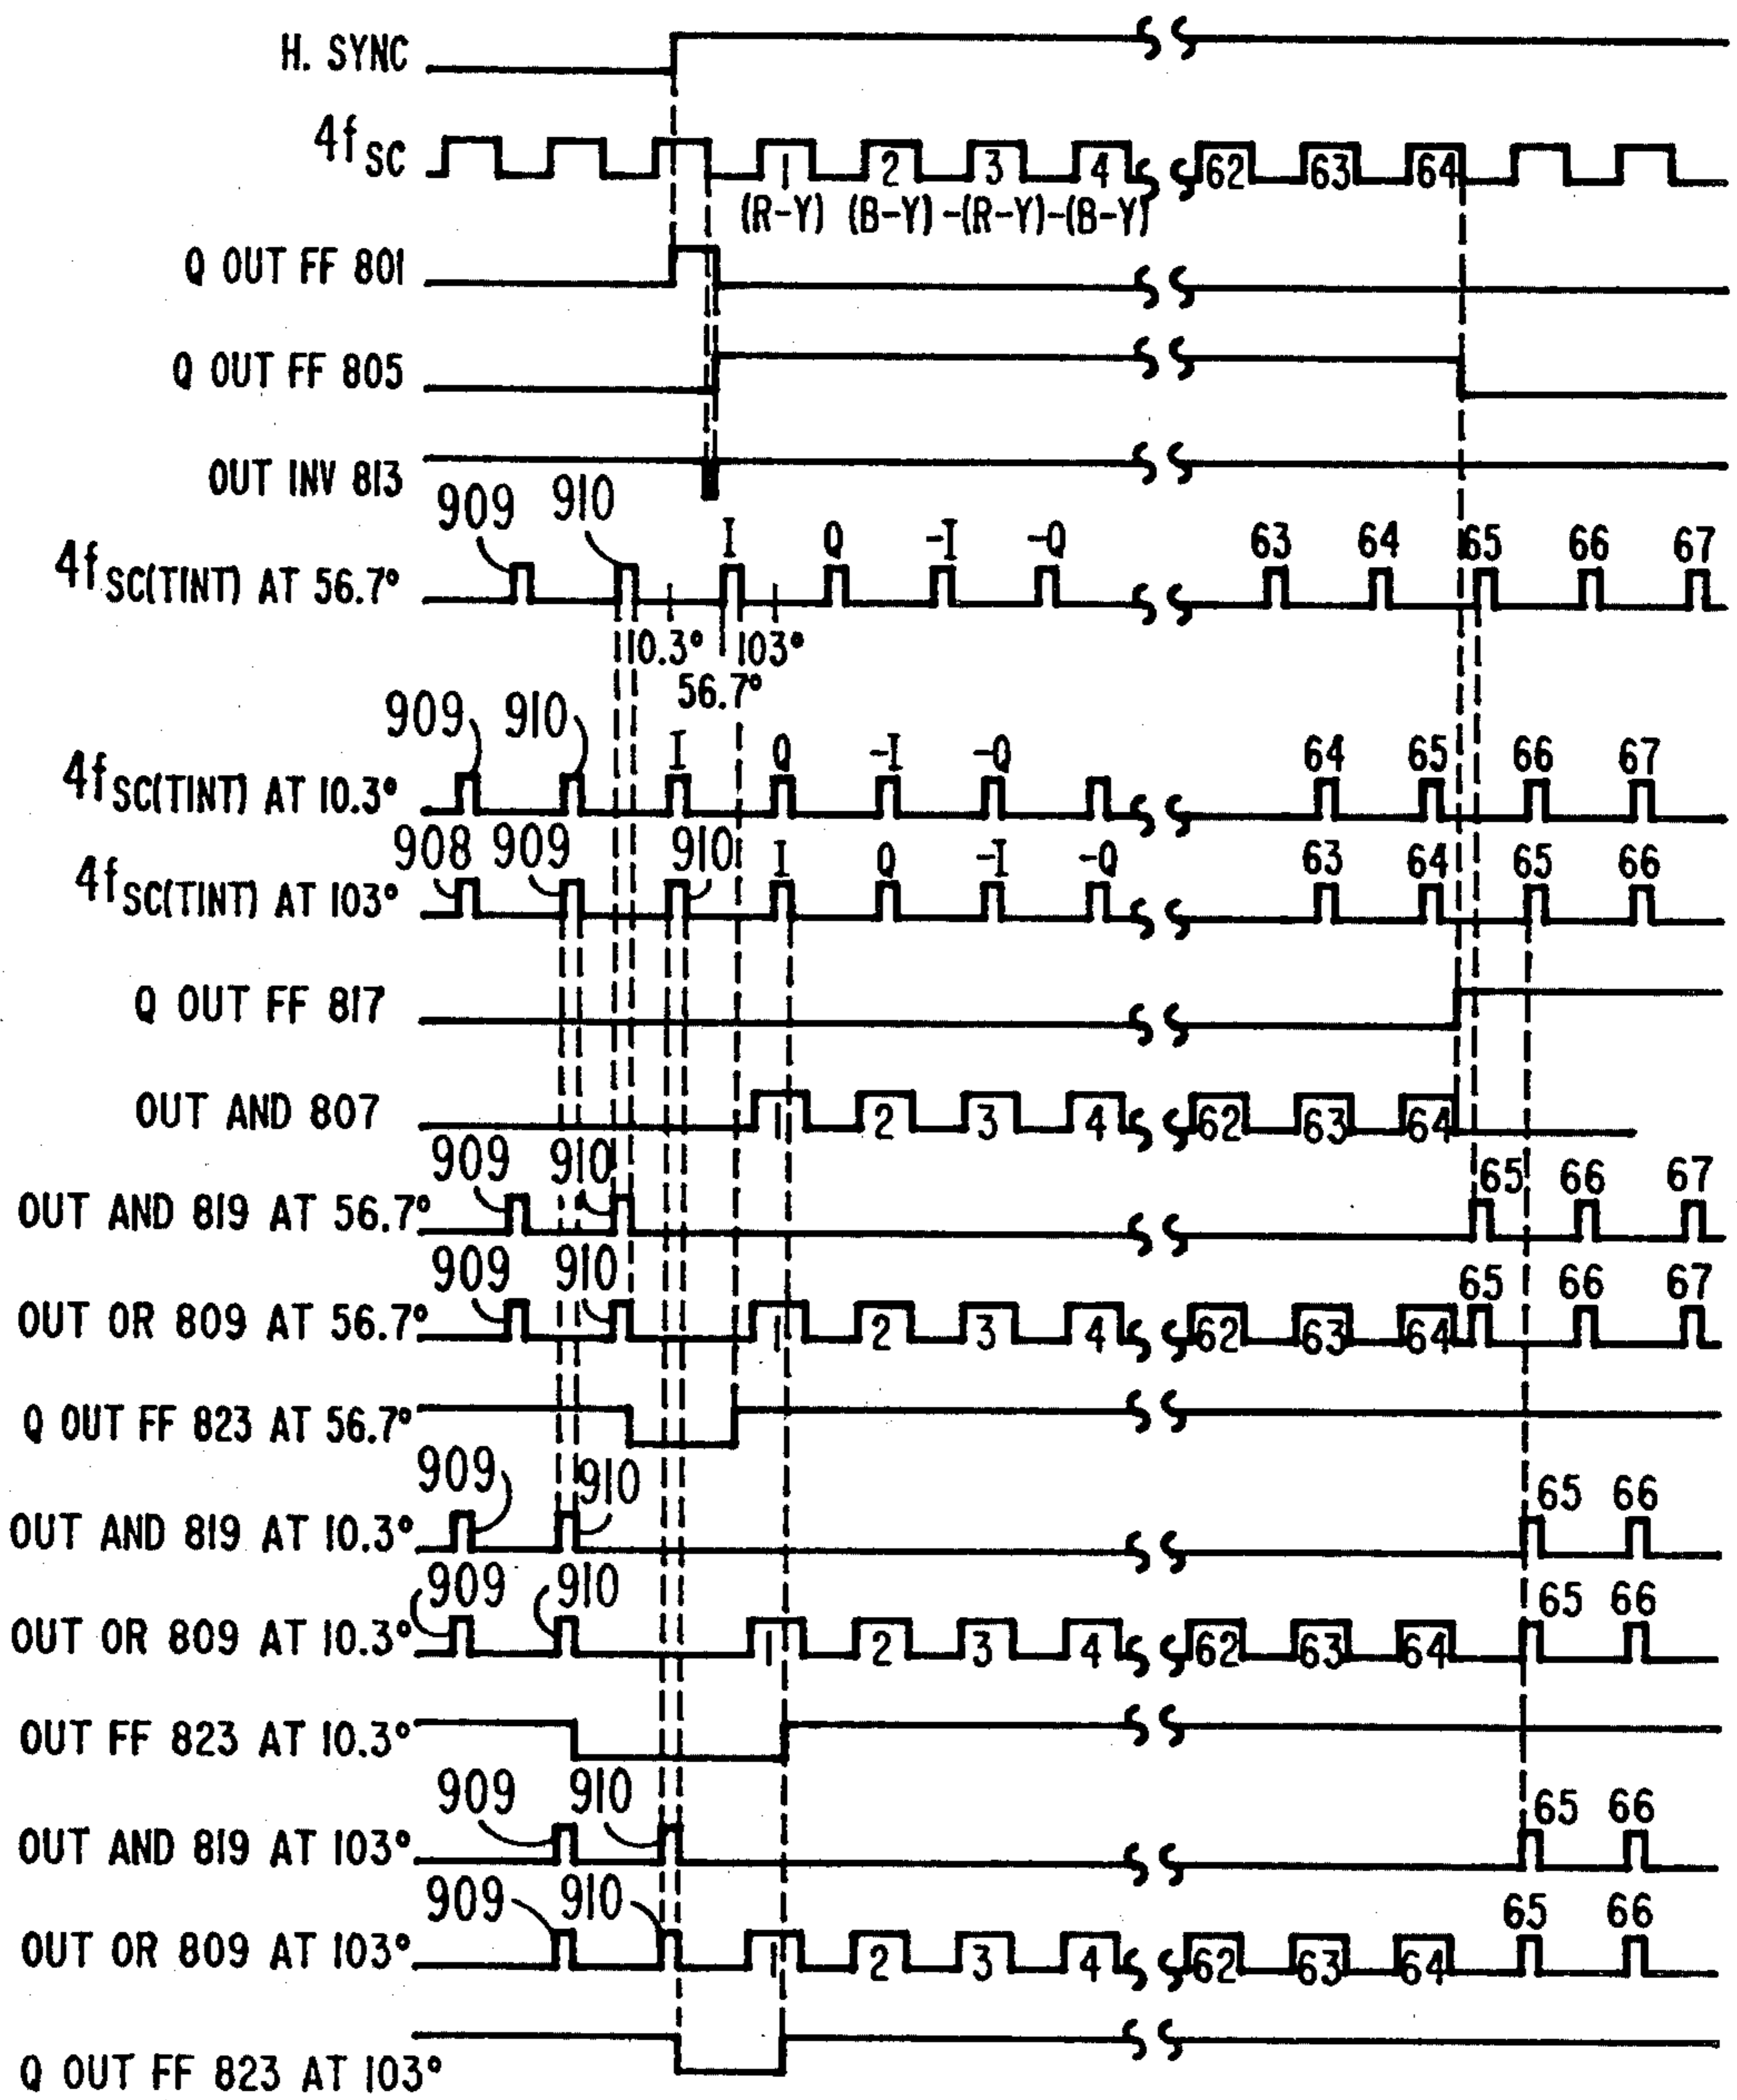 H. SYNC
4fSC
1 2 3 4 62 63 64
(R-Y) (B-Y) -(R-Y) -(B-Y)
Q OUT FF 801
Q OUT FF 805
OUT INV 813
909 910 I Q -I -Q 63 64 65 66 67
4fSC(TINT) AT 56.7°
10.3° 103°
56.7°
909 910 I Q -I -Q 64 65 66 67
4fSC(TINT) AT 10.3°
908 909 910 I Q -I -Q 63 64 65 66
4fSC(TINT) AT 103°
Q OUT FF 817
OUT AND 807 1 2 3 4 62 63 64
909 910 65 66 67
OUT AND 819 AT 56.7°
909 910 65 66 67
OUT OR 809 AT 56.7° 1 2 3 4 62 63 64
Q OUT FF 823 AT 56.7°
909 910 65 66
OUT AND 819 AT 10.3°
909 910 65 66
OUT OR 809 AT 10.3° 1 2 3 4 62 63 64
OUT FF 823 AT 10.3°
909 910 65 66
OUT AND 819 AT 103°
909 910 65 66
OUT OR 809 AT 103° 1 2 3 4 62 63 64
Q OUT FF 823 AT 103°